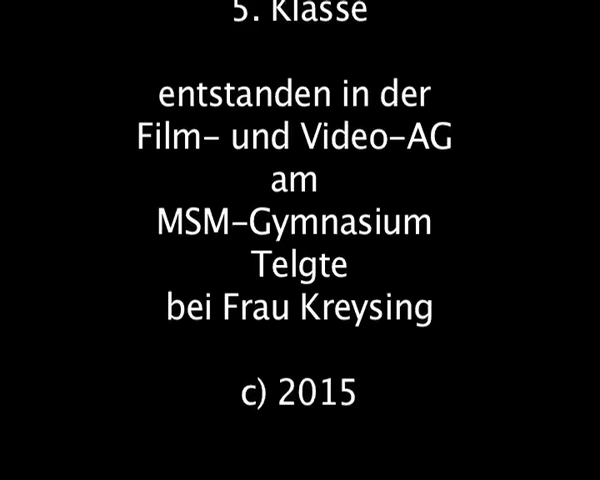 5. Klasse
entstanden in der
Film- und Video-AG
am
MSM-Gymnasium
Telgte
bei Frau Kreysing
c) 2015